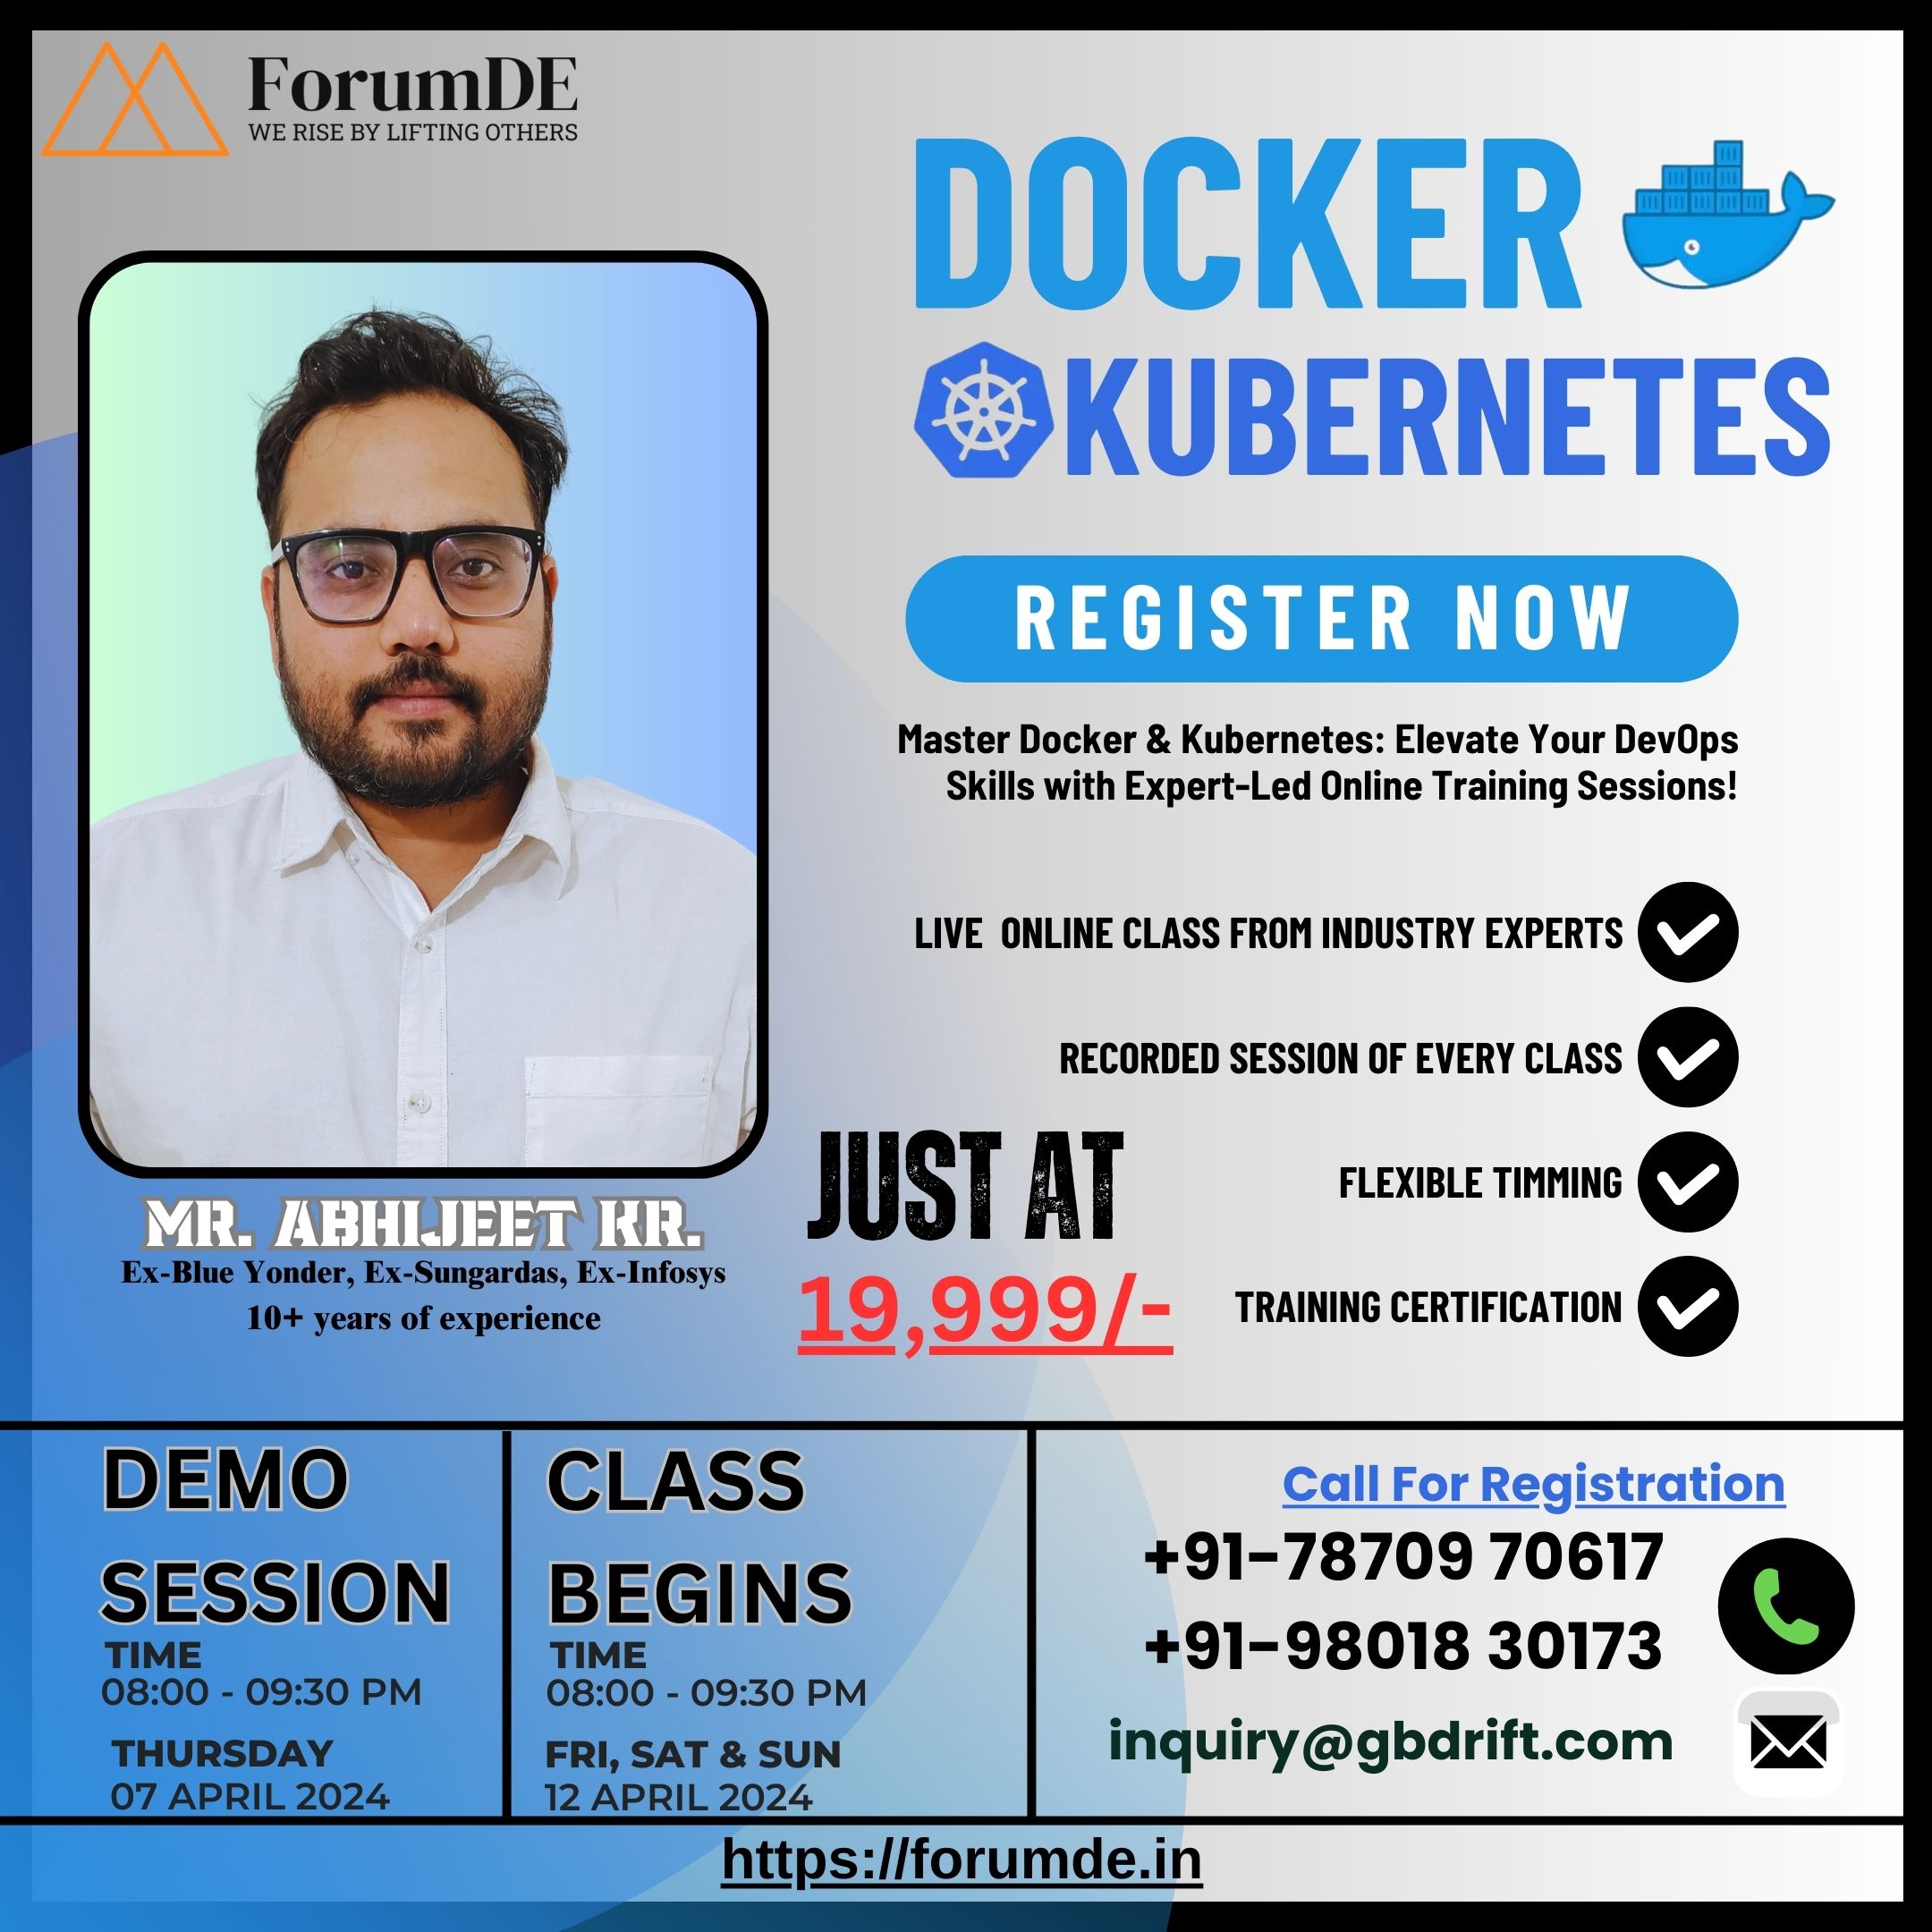 ForumDE
WE RISE BY LIFTING OTHERS
DOCKER
KUBERNETES
REGISTER NOW
Master Docker & Kubernetes: Elevate Your DevOps
Skills with Expert-Led Online Training Sessions!
LIVE ONLINE CLASS FROM INDUSTRY EXPERTS
RECORDED SESSION OF EVERY CLASS
FLEXIBLE TIMMING
TRAINING CERTIFICATION
JUST AT
19,999/-
MR. ABHIJEET KR.
Ex-Blue Yonder, Ex-Sungardas, Ex-Infosys
10+ years of experience
DEMO
SESSION
TIME
08:00 - 09:30 PM
THURSDAY
07 APRIL 2024
CLASS
BEGINS
TIME
08:00 - 09:30 PM
FRI, SAT & SUN
12 APRIL 2024
Call For Registration
+91-78709 70617
+91-98018 30173
inquiry@gbdrift.com
https://forumde.in